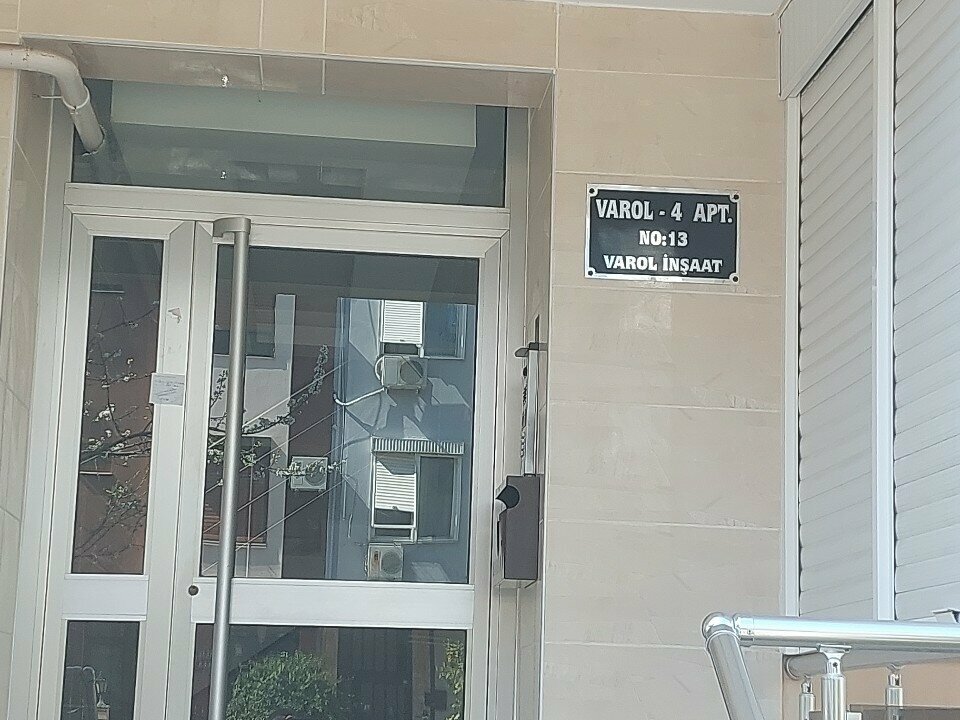 VAROL - 4 APT.
NO:13
VAROL İNŞAAT